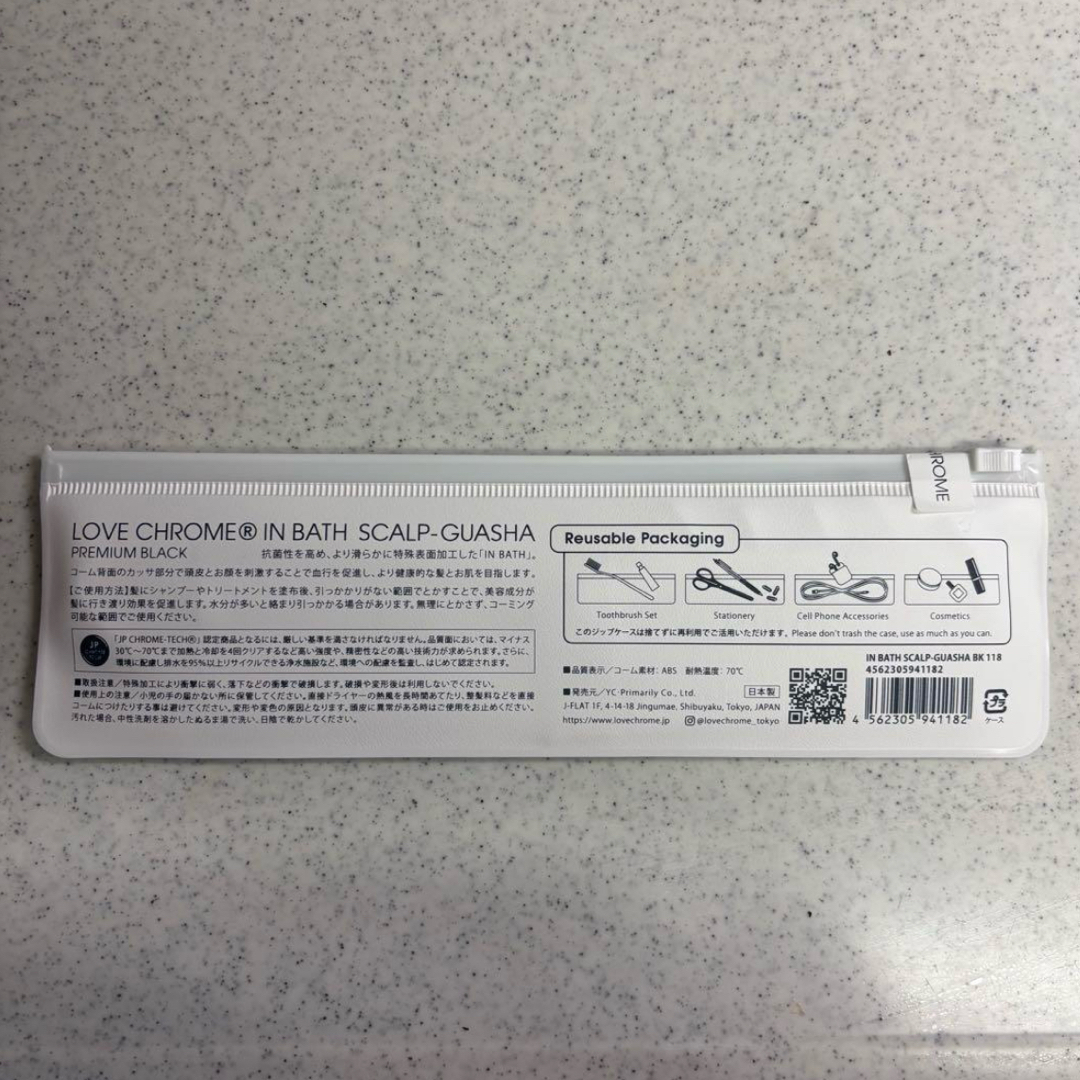 CHROME
LOVE CHROME® IN BATH SCALP-GUASHA
PREMIUM BLACK
抗菌性を高め、より滑らかに特殊表面加工した「IN BATH」。
コーム背面のカッサ部分で頭皮とお顔を刺激することで血行を促進し、より健康的な髪とお肌を目指します。
【ご使用方法】髪にシャンプーやトリートメントを塗布後、引っかかりがない範囲でとかすことで、美容成分が
髪に行き渡り効果を促進します。水分が多いと絡まり引っかかる場合があります。無理にとかさず、コーミング
可能な範囲でご使用ください。
JP
「JP CHROME-TECH®」認定商品となるには、厳しい基準を満さなければなりません。品質面においては、マイナス
30℃〜70℃まで加熱と冷却を4回クリアするなど高い強度や、精密性などの高い技術力が求められます。さらに、
環境に配慮し排水を95%以上リサイクルできる浄水施設など、環境への配慮を監査し、はじめて認定されます。
■取扱注意／特殊加工により衝撃に弱く、落下などの衝撃で破損します。破損や変形後は利用しないでください。
■使用上の注意／小児の手の届かない所に保管してください。直接ドライヤーの熱風を長時間あてたり、整髪料などを直接
コームにつけたりする事は避けてください。変形や変色の原因となります。頭皮に異常がある時はご使用をお止めください。
汚れた場合、中性洗剤を溶かしたぬるま湯で洗い、日陰で乾かしてください。
Reusable Packaging
Toothbrush Set
Stationery
Cell Phone Accessories
Cosmetics
このジップケースは捨てずに再利用でご活用いただけます。Please don't trash the case, use as much as you can.
■品質表示／コーム素材: ABS 耐熱温度: 70℃
■発売元／YC・Primarily Co., Ltd.
日本製
J-FLAT 1F, 4-14-18 Jingumae, Shibuyaku, Tokyo, JAPAN
https://www.lovechrome.jp @lovechrome_tokyo
IN BATH SCALP-GUASHA BK 118
4562305941182
4 562305 941182
プラ
ケース